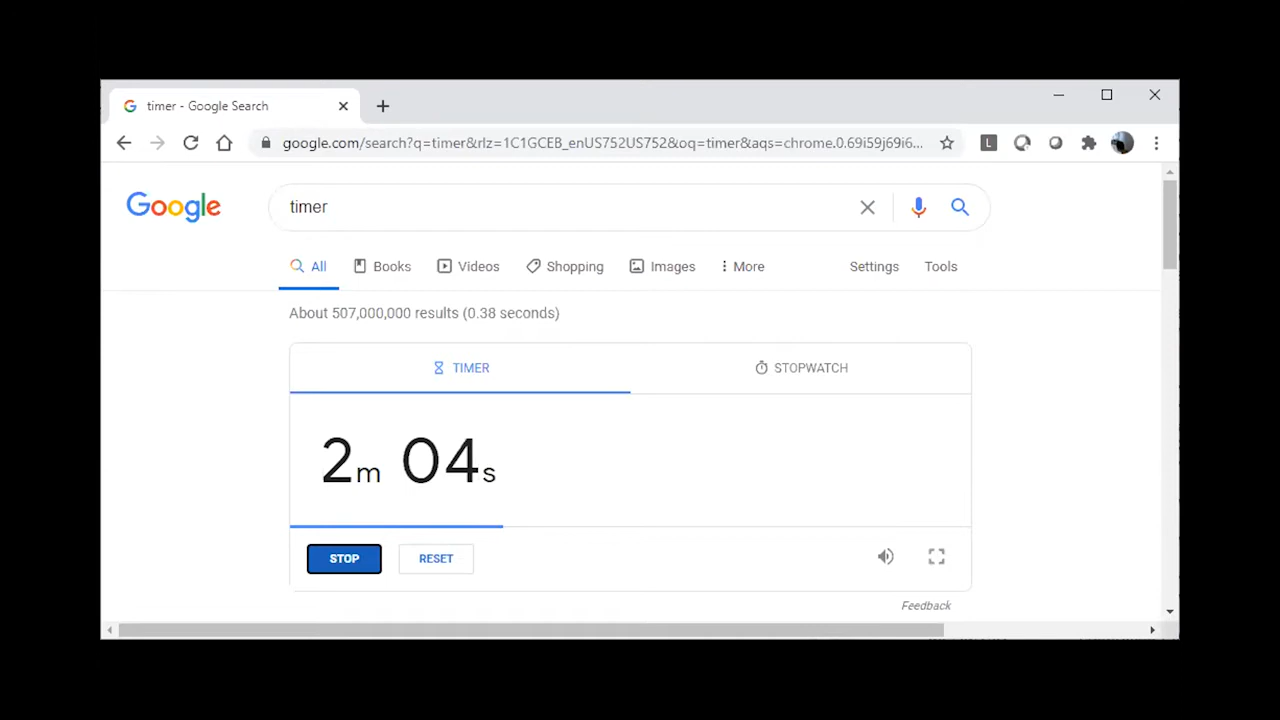 timer - Google Search
google.com/search?q=timer&rlz=1C1GCEB_enUS752US752&oq=timer&aqs=chrome.0.69i59j69i6...
L
Google
timer
All Books Videos Shopping Images More Settings Tools
About 507,000,000 results (0.38 seconds)
TIMER STOPWATCH
2m 04s
STOP RESET
Feedback